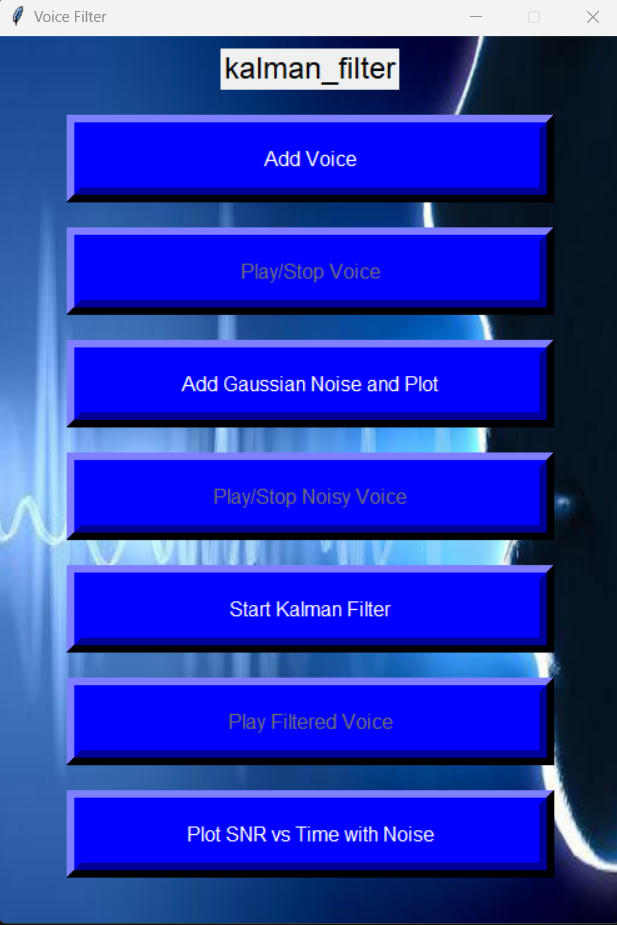 Voice Filter
kalman_filter
Add Voice
Play/Stop Voice
Add Gaussian Noise and Plot
Play/Stop Noisy Voice
Start Kalman Filter
Play Filtered Voice
Plot SNR vs Time with Noise